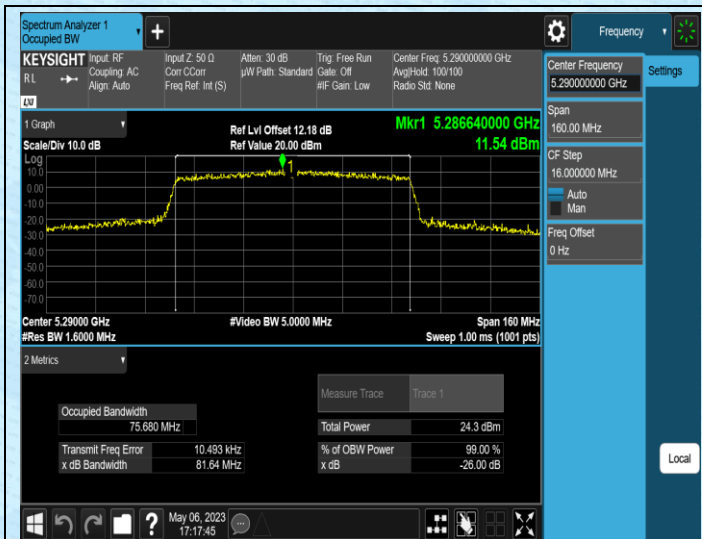 Spectrum Analyzer 1
Occupied BW
Frequency
KEYSIGHT
RL
LXI
Input: RF
Coupling: AC
Align: Auto
Input Z: 50 Ω
Corr CCorr
Freq Ref: Int (S)
Atten: 30 dB
µW Path: Standard
Trig: Free Run
Gate: Off
#IF Gain: Low
Center Freq: 5.290000000 GHz
Avg|Hold: 100/100
Radio Std: None
Center Frequency
5.290000000 GHz
Settings
Span
160.00 MHz
CF Step
16.000000 MHz
Auto
Man
Freq Offset
0 Hz
Local
1 Graph
Scale/Div 10.0 dB
Log
Ref Lvl Offset 12.18 dB
Ref Value 20.00 dBm
Mkr1 5.286640000 GHz
11.54 dBm
1
10.0
0.00
-10.0
-20.0
-30.0
-40.0
-50.0
-60.0
-70.0
Center 5.29000 GHz
#Res BW 1.6000 MHz
#Video BW 5.0000 MHz
Span 160 MHz
Sweep 1.00 ms (1001 pts)
2 Metrics
Measure Trace
Trace 1
Occupied Bandwidth
75.680 MHz
Total Power
24.3 dBm
Transmit Freq Error
10.493 kHz
% of OBW Power
99.00 %
x dB Bandwidth
81.64 MHz
x dB
-26.00 dB
May 06, 2023
17:17:45